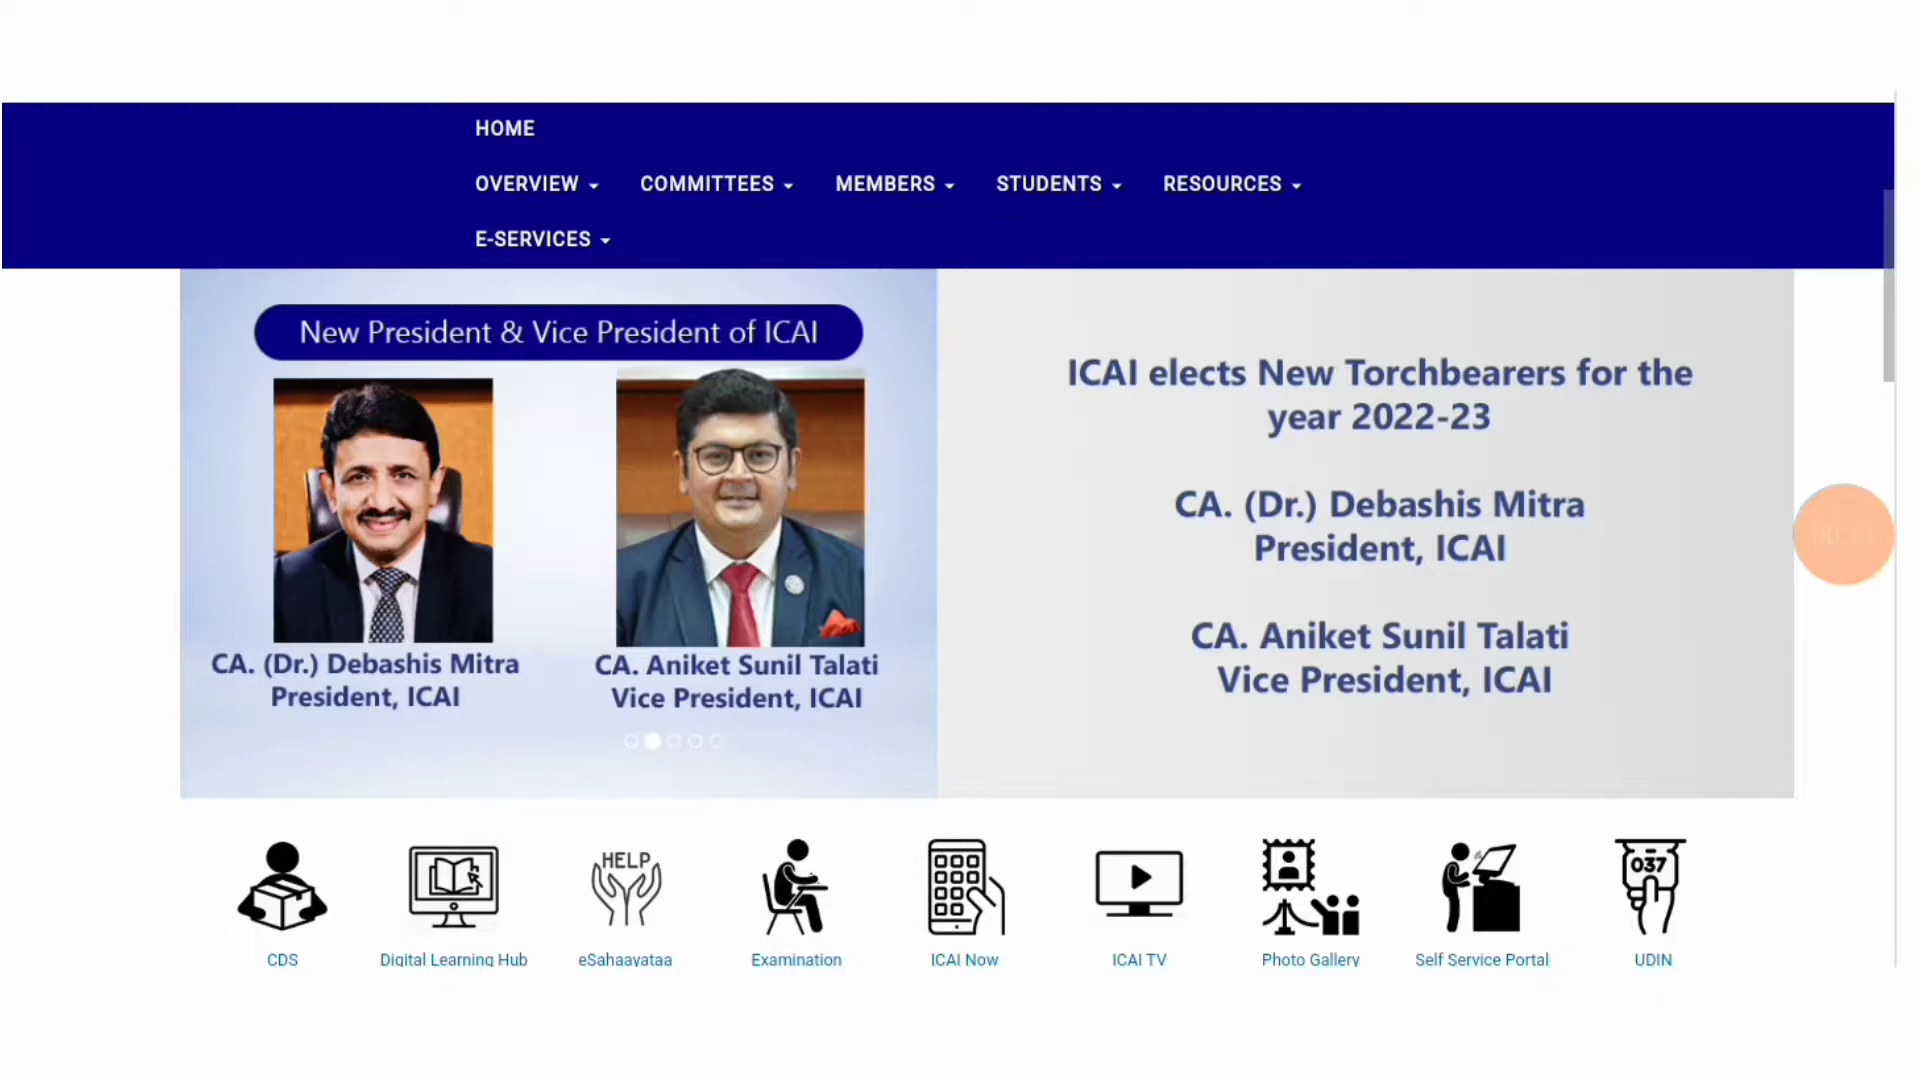 HOME
OVERVIEW COMMITTEES MEMBERS STUDENTS RESOURCES
E-SERVICES
New President & Vice President of ICAI
CA. (Dr.) Debashis Mitra
President, ICAI
CA. Aniket Sunil Talati
Vice President, ICAI
ICAI elects New Torchbearers for the
year 2022-23
CA. (Dr.) Debashis Mitra
President, ICAI
CA. Aniket Sunil Talati
Vice President, ICAI
HELP
037
CDS
Digital Learning Hub
eSahaayataa
Examination
ICAI Now
ICAI TV
Photo Gallery
Self Service Portal
UDIN